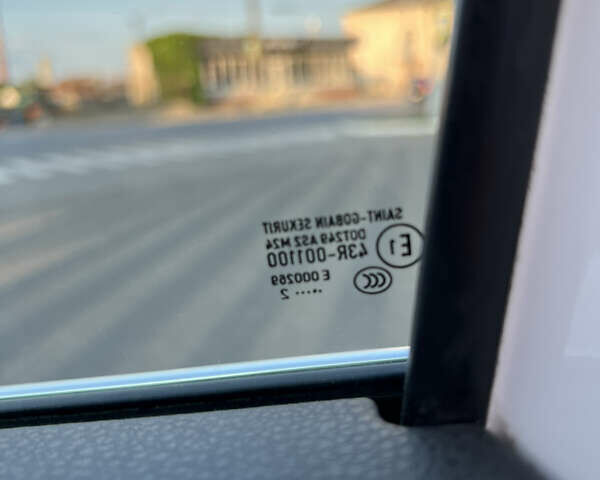 SAINT-GOBAIN SEKURIT
E1 DOT249 AS2 M24
43R-001100
CCC E 000269
..... 2